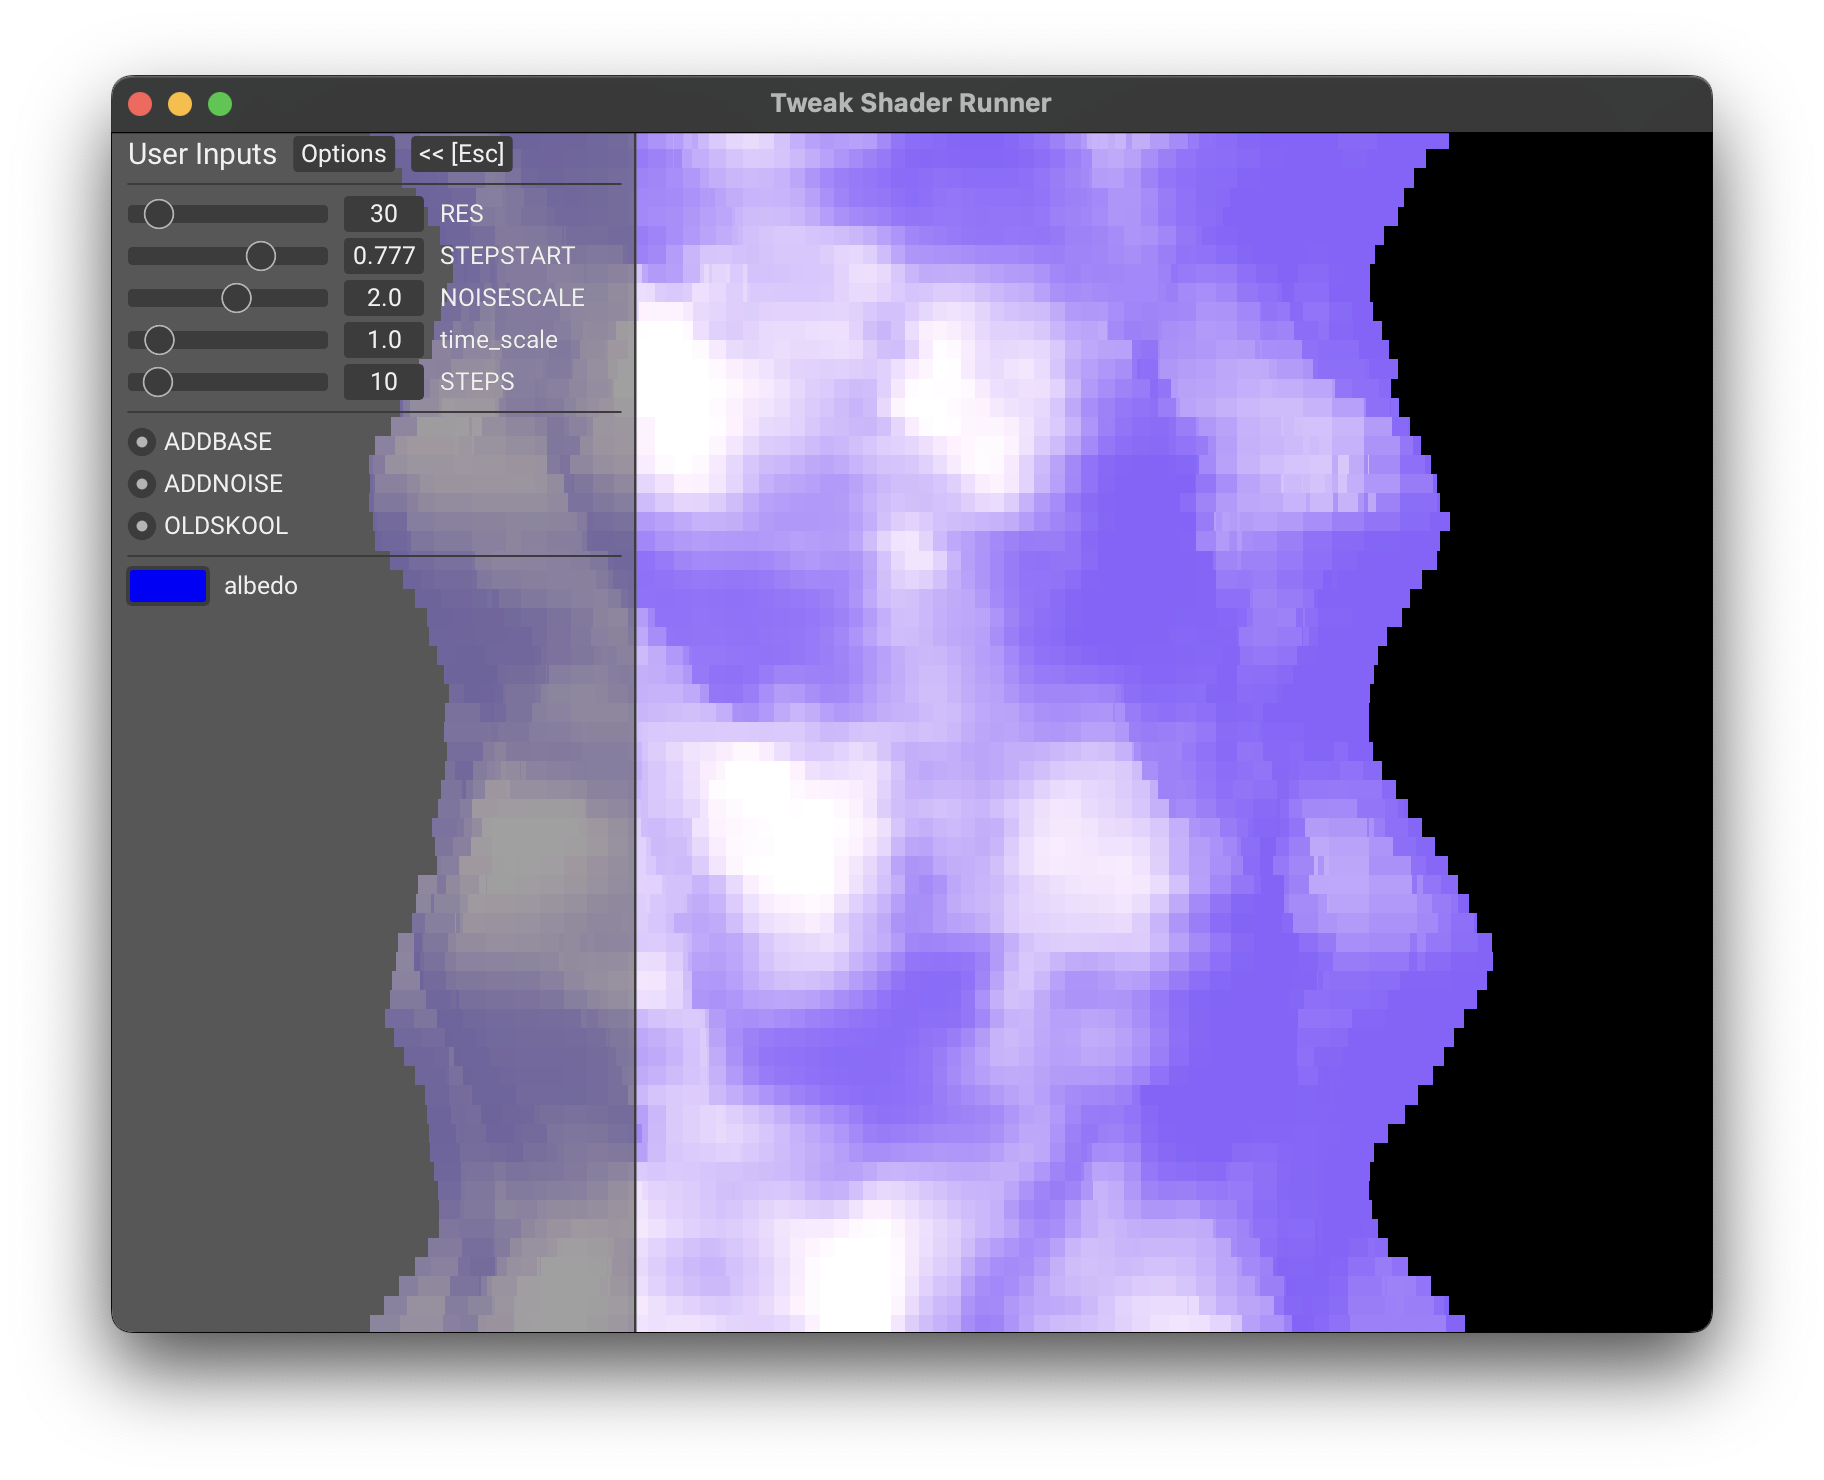 Tweak Shader Runner
User Inputs Options << [Esc]
30 RES
0.777 STEPSTART
2.0 NOISESCALE
1.0 time_scale
10 STEPS
ADDBASE
ADDNOISE
OLDSKOOL
albedo